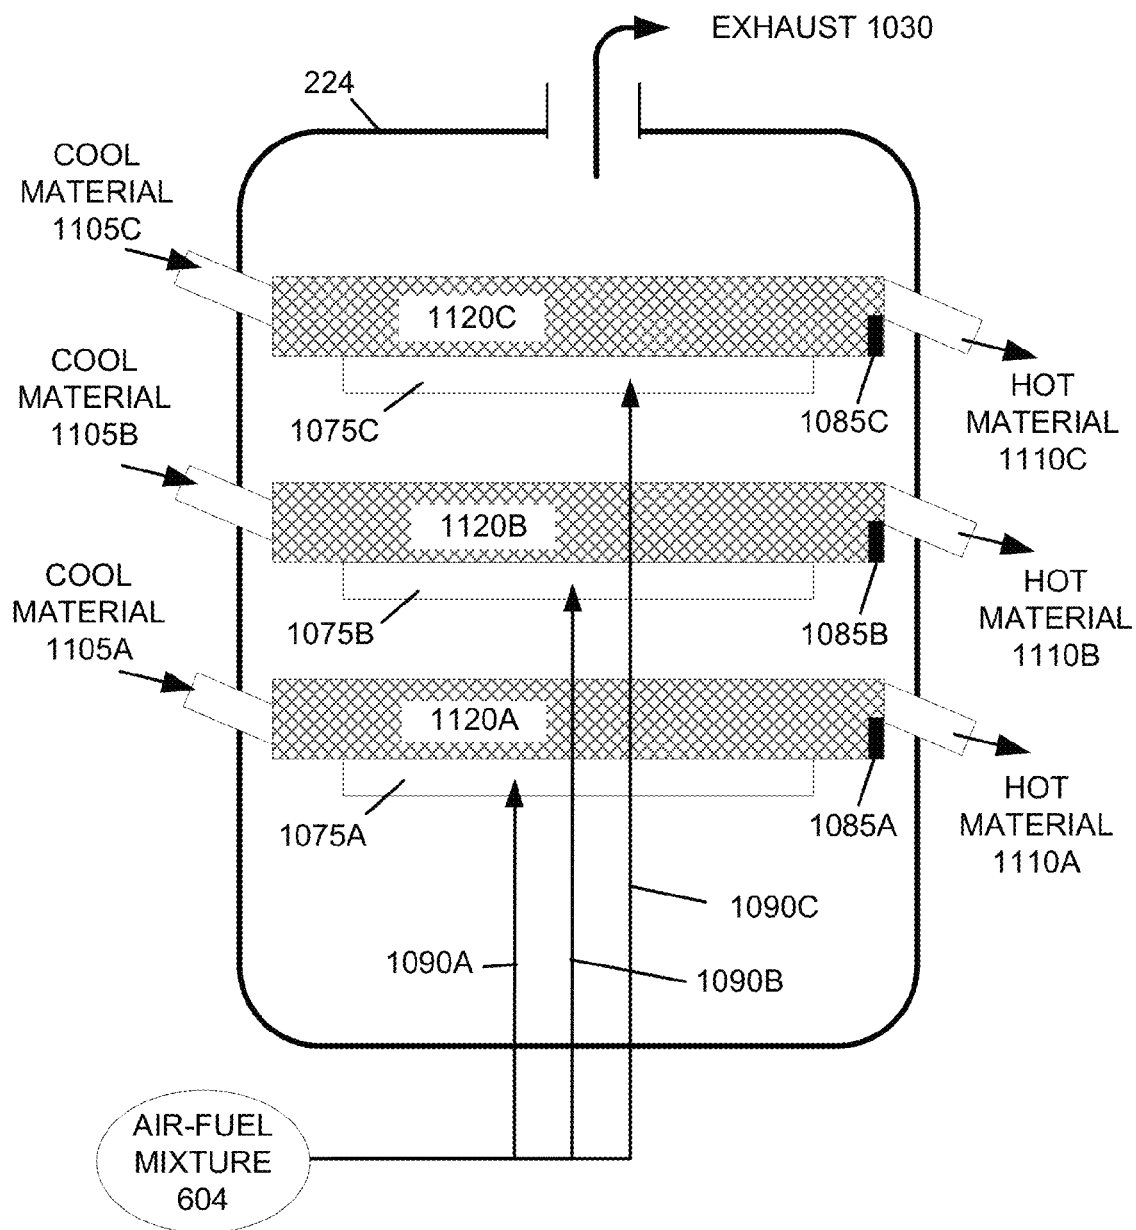 EXHAUST 1030
224
COOL
MATERIAL
1105C
1120C
1075C
1085C
HOT
MATERIAL
1110C
COOL
MATERIAL
1105B
1120B
1075B
1085B
HOT
MATERIAL
1110B
COOL
MATERIAL
1105A
1120A
1075A
1085A
HOT
MATERIAL
1110A
1090C
1090A
1090B
AIR-FUEL
MIXTURE
604